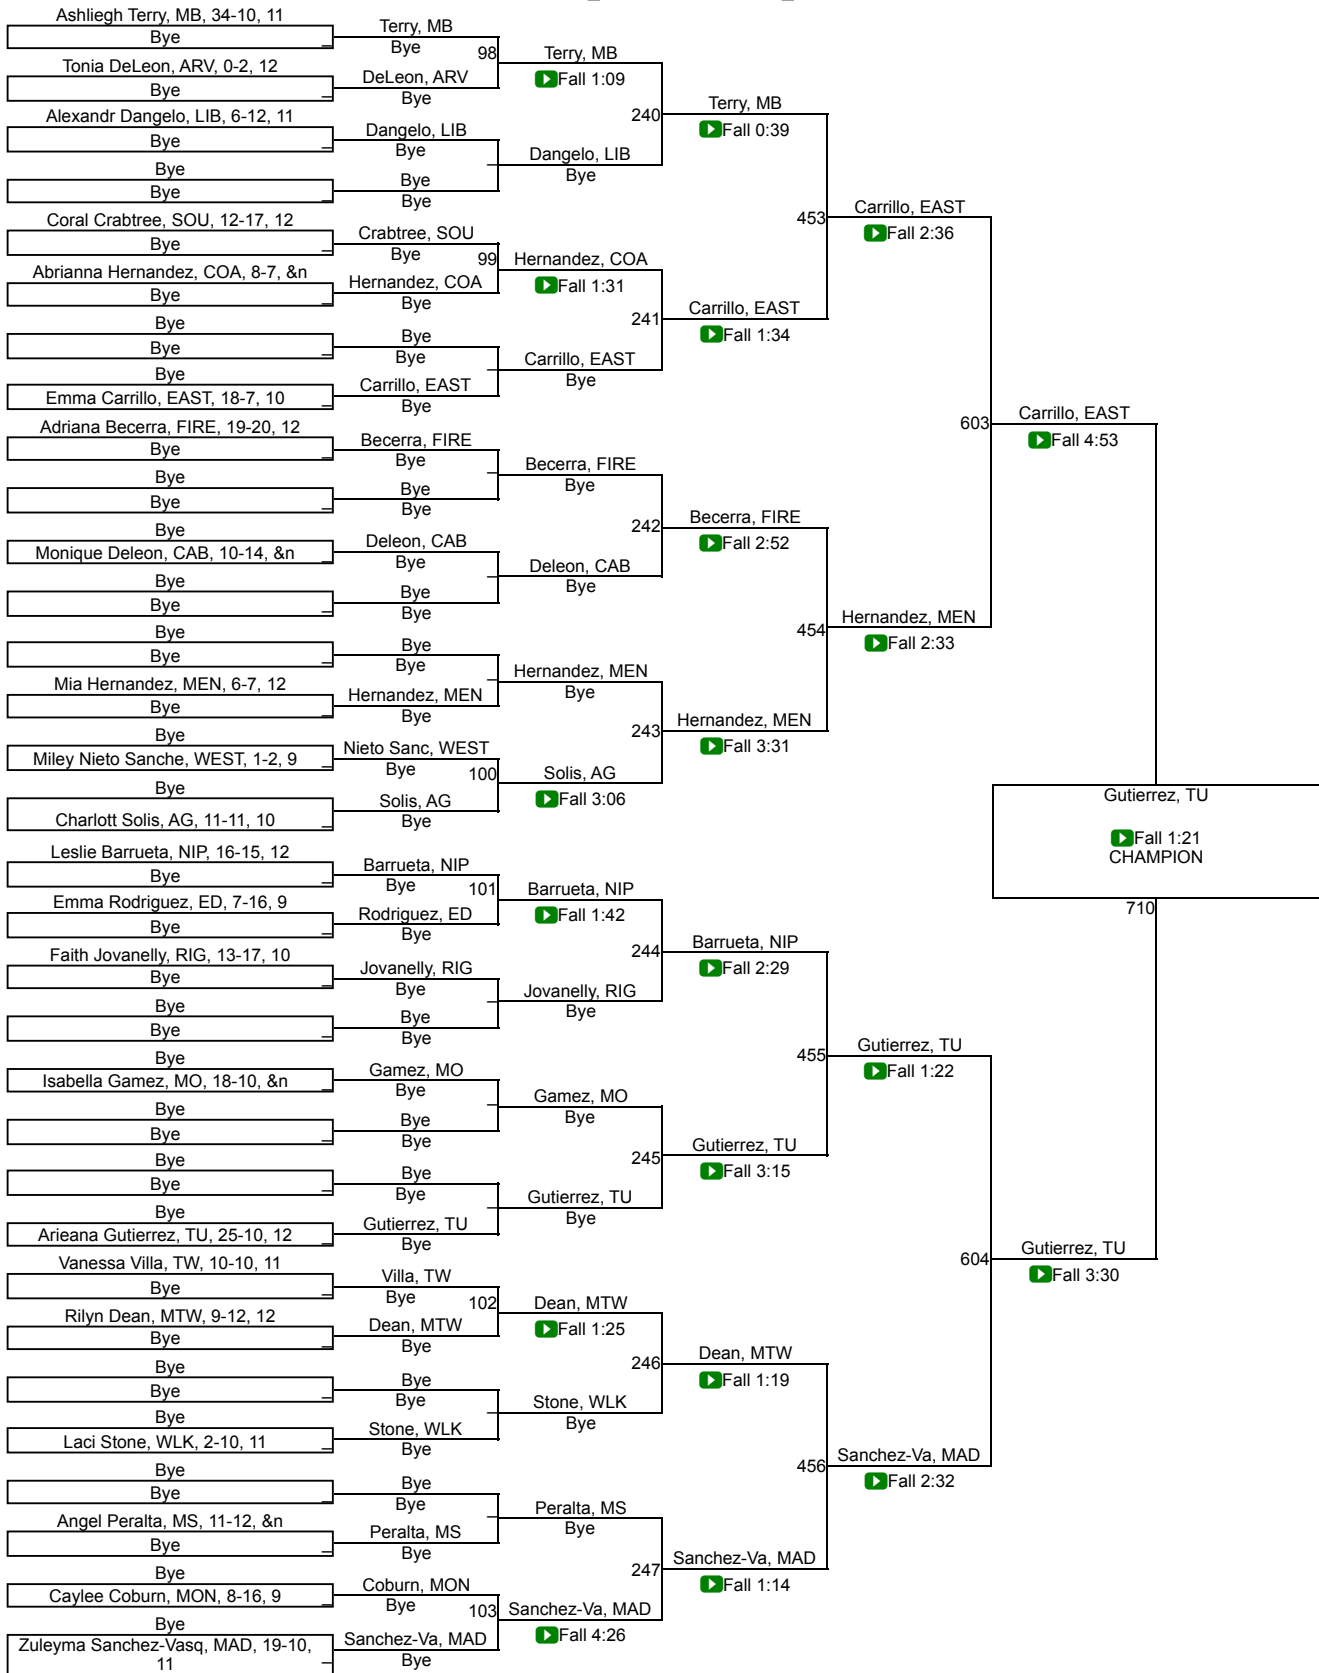 Ashliegh Terry, MB, 34-10, 11
Bye
Tonia DeLeon, ARV, 0-2, 12
Bye
Alexandr Dangelo, LIB, 6-12, 11
Bye
Bye
Bye
Coral Crabtree, SOU, 12-17, 12
Bye
Abrianna Hernandez, COA, 8-7, &n
Bye
Bye
Bye
Bye
Emma Carrillo, EAST, 18-7, 10
Adriana Becerra, FIRE, 19-20, 12
Bye
Bye
Bye
Bye
Monique Deleon, CAB, 10-14, &n
Bye
Bye
Bye
Bye
Mia Hernandez, MEN, 6-7, 12
Bye
Bye
Miley Nieto Sanche, WEST, 1-2, 9
Bye
Charlott Solis, AG, 11-11, 10
Leslie Barrueta, NIP, 16-15, 12
Bye
Emma Rodriguez, ED, 7-16, 9
Bye
Faith Jovanelly, RIG, 13-17, 10
Bye
Bye
Bye
Bye
Isabella Gamez, MO, 18-10, &n
Bye
Bye
Bye
Bye
Bye
Arieana Gutierrez, TU, 25-10, 12
Vanessa Villa, TW, 10-10, 11
Bye
Rilyn Dean, MTW, 9-12, 12
Bye
Bye
Bye
Bye
Laci Stone, WLK, 2-10, 11
Bye
Bye
Angel Peralta, MS, 11-12, &n
Bye
Bye
Caylee Coburn, MON, 8-16, 9
Bye
Zuleyma Sanchez-Vasq, MAD, 19-10,
11
Terry, MB
Bye
98
DeLeon, ARV
Bye
Dangelo, LIB
Bye
Bye
Bye
Crabtree, SOU
Bye
99
Hernandez, COA
Bye
Bye
Bye
Carrillo, EAST
Bye
Becerra, FIRE
Bye
Bye
Bye
Deleon, CAB
Bye
Bye
Bye
Bye
Bye
Hernandez, MEN
Bye
Nieto Sanc, WEST
Bye
100
Solis, AG
Bye
Barrueta, NIP
Bye
101
Rodriguez, ED
Bye
Jovanelly, RIG
Bye
Bye
Bye
Gamez, MO
Bye
Bye
Bye
Bye
Bye
Gutierrez, TU
Bye
Villa, TW
Bye
102
Dean, MTW
Bye
Bye
Bye
Stone, WLK
Bye
Bye
Bye
Peralta, MS
Bye
Coburn, MON
Bye
103
Sanchez-Va, MAD
Bye
Terry, MB
Fall 1:09
240
Dangelo, LIB
Bye
Hernandez, COA
Fall 1:31
241
Carrillo, EAST
Bye
Becerra, FIRE
Bye
242
Deleon, CAB
Bye
Hernandez, MEN
Bye
243
Solis, AG
Fall 3:06
Barrueta, NIP
Fall 1:42
244
Jovanelly, RIG
Bye
Gamez, MO
Bye
245
Gutierrez, TU
Bye
Dean, MTW
Fall 1:25
246
Stone, WLK
Bye
Peralta, MS
Bye
247
Sanchez-Va, MAD
Fall 4:26
Terry, MB
Fall 0:39
453
Carrillo, EAST
Fall 1:34
Becerra, FIRE
Fall 2:52
454
Hernandez, MEN
Fall 3:31
Barrueta, NIP
Fall 2:29
455
Gutierrez, TU
Fall 3:15
Dean, MTW
Fall 1:19
456
Sanchez-Va, MAD
Fall 1:14
Carrillo, EAST
Fall 2:36
603
Hernandez, MEN
Fall 2:33
Gutierrez, TU
Fall 1:22
604
Sanchez-Va, MAD
Fall 2:32
Carrillo, EAST
Fall 4:53
Gutierrez, TU
Fall 3:30
Gutierrez, TU
Fall 1:21
CHAMPION
710